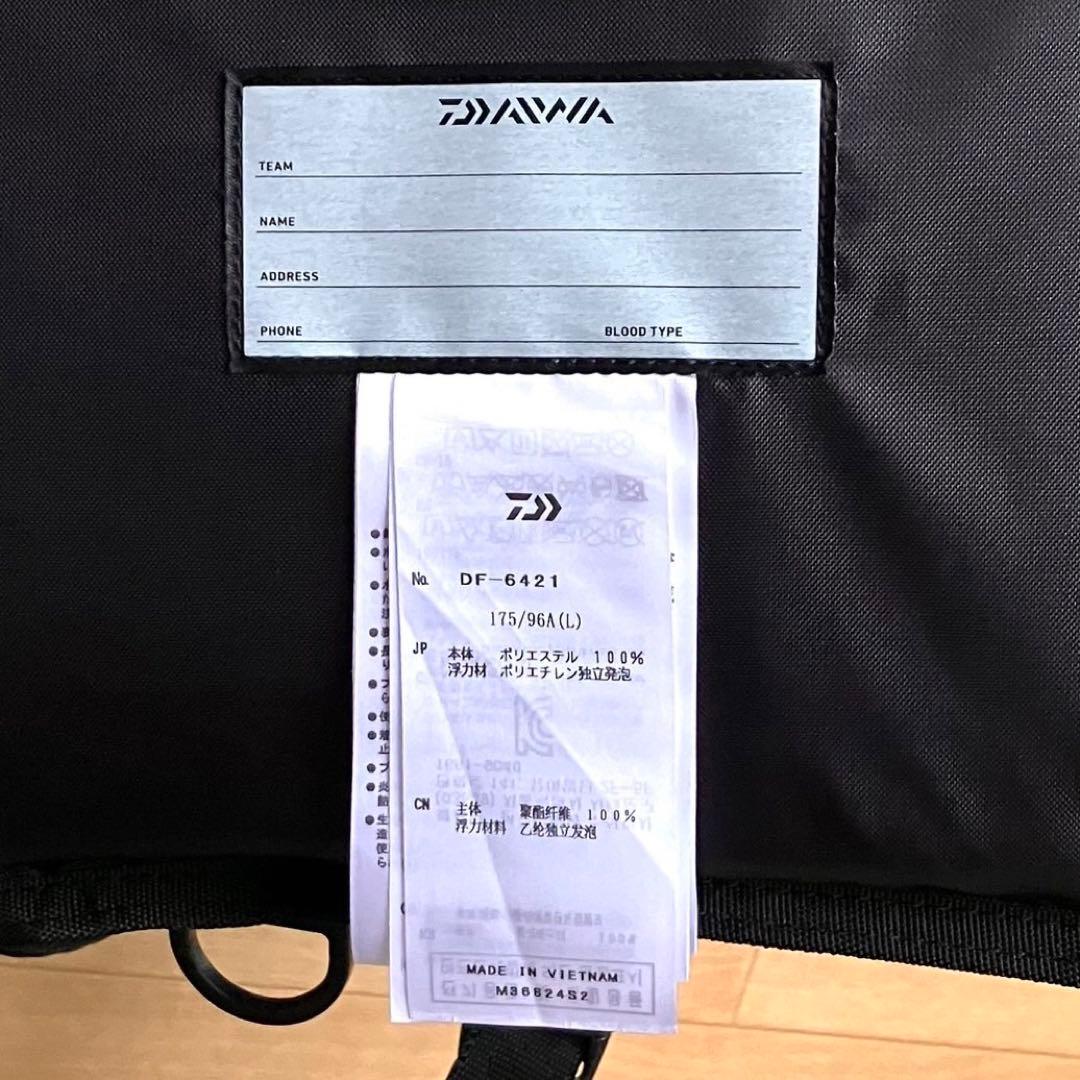 DAIWA
TEAM
NAME
ADDRESS
PHONE BLOOD TYPE
No. DF-6421
175/96A(L)
JP 本体 ポリエステル 100%
浮力材 ポリエチレン独立発泡
CN 主体 聚酯纤维 100%
浮力材料 乙纶独立发泡
MADE IN VIETNAM
M36824S2